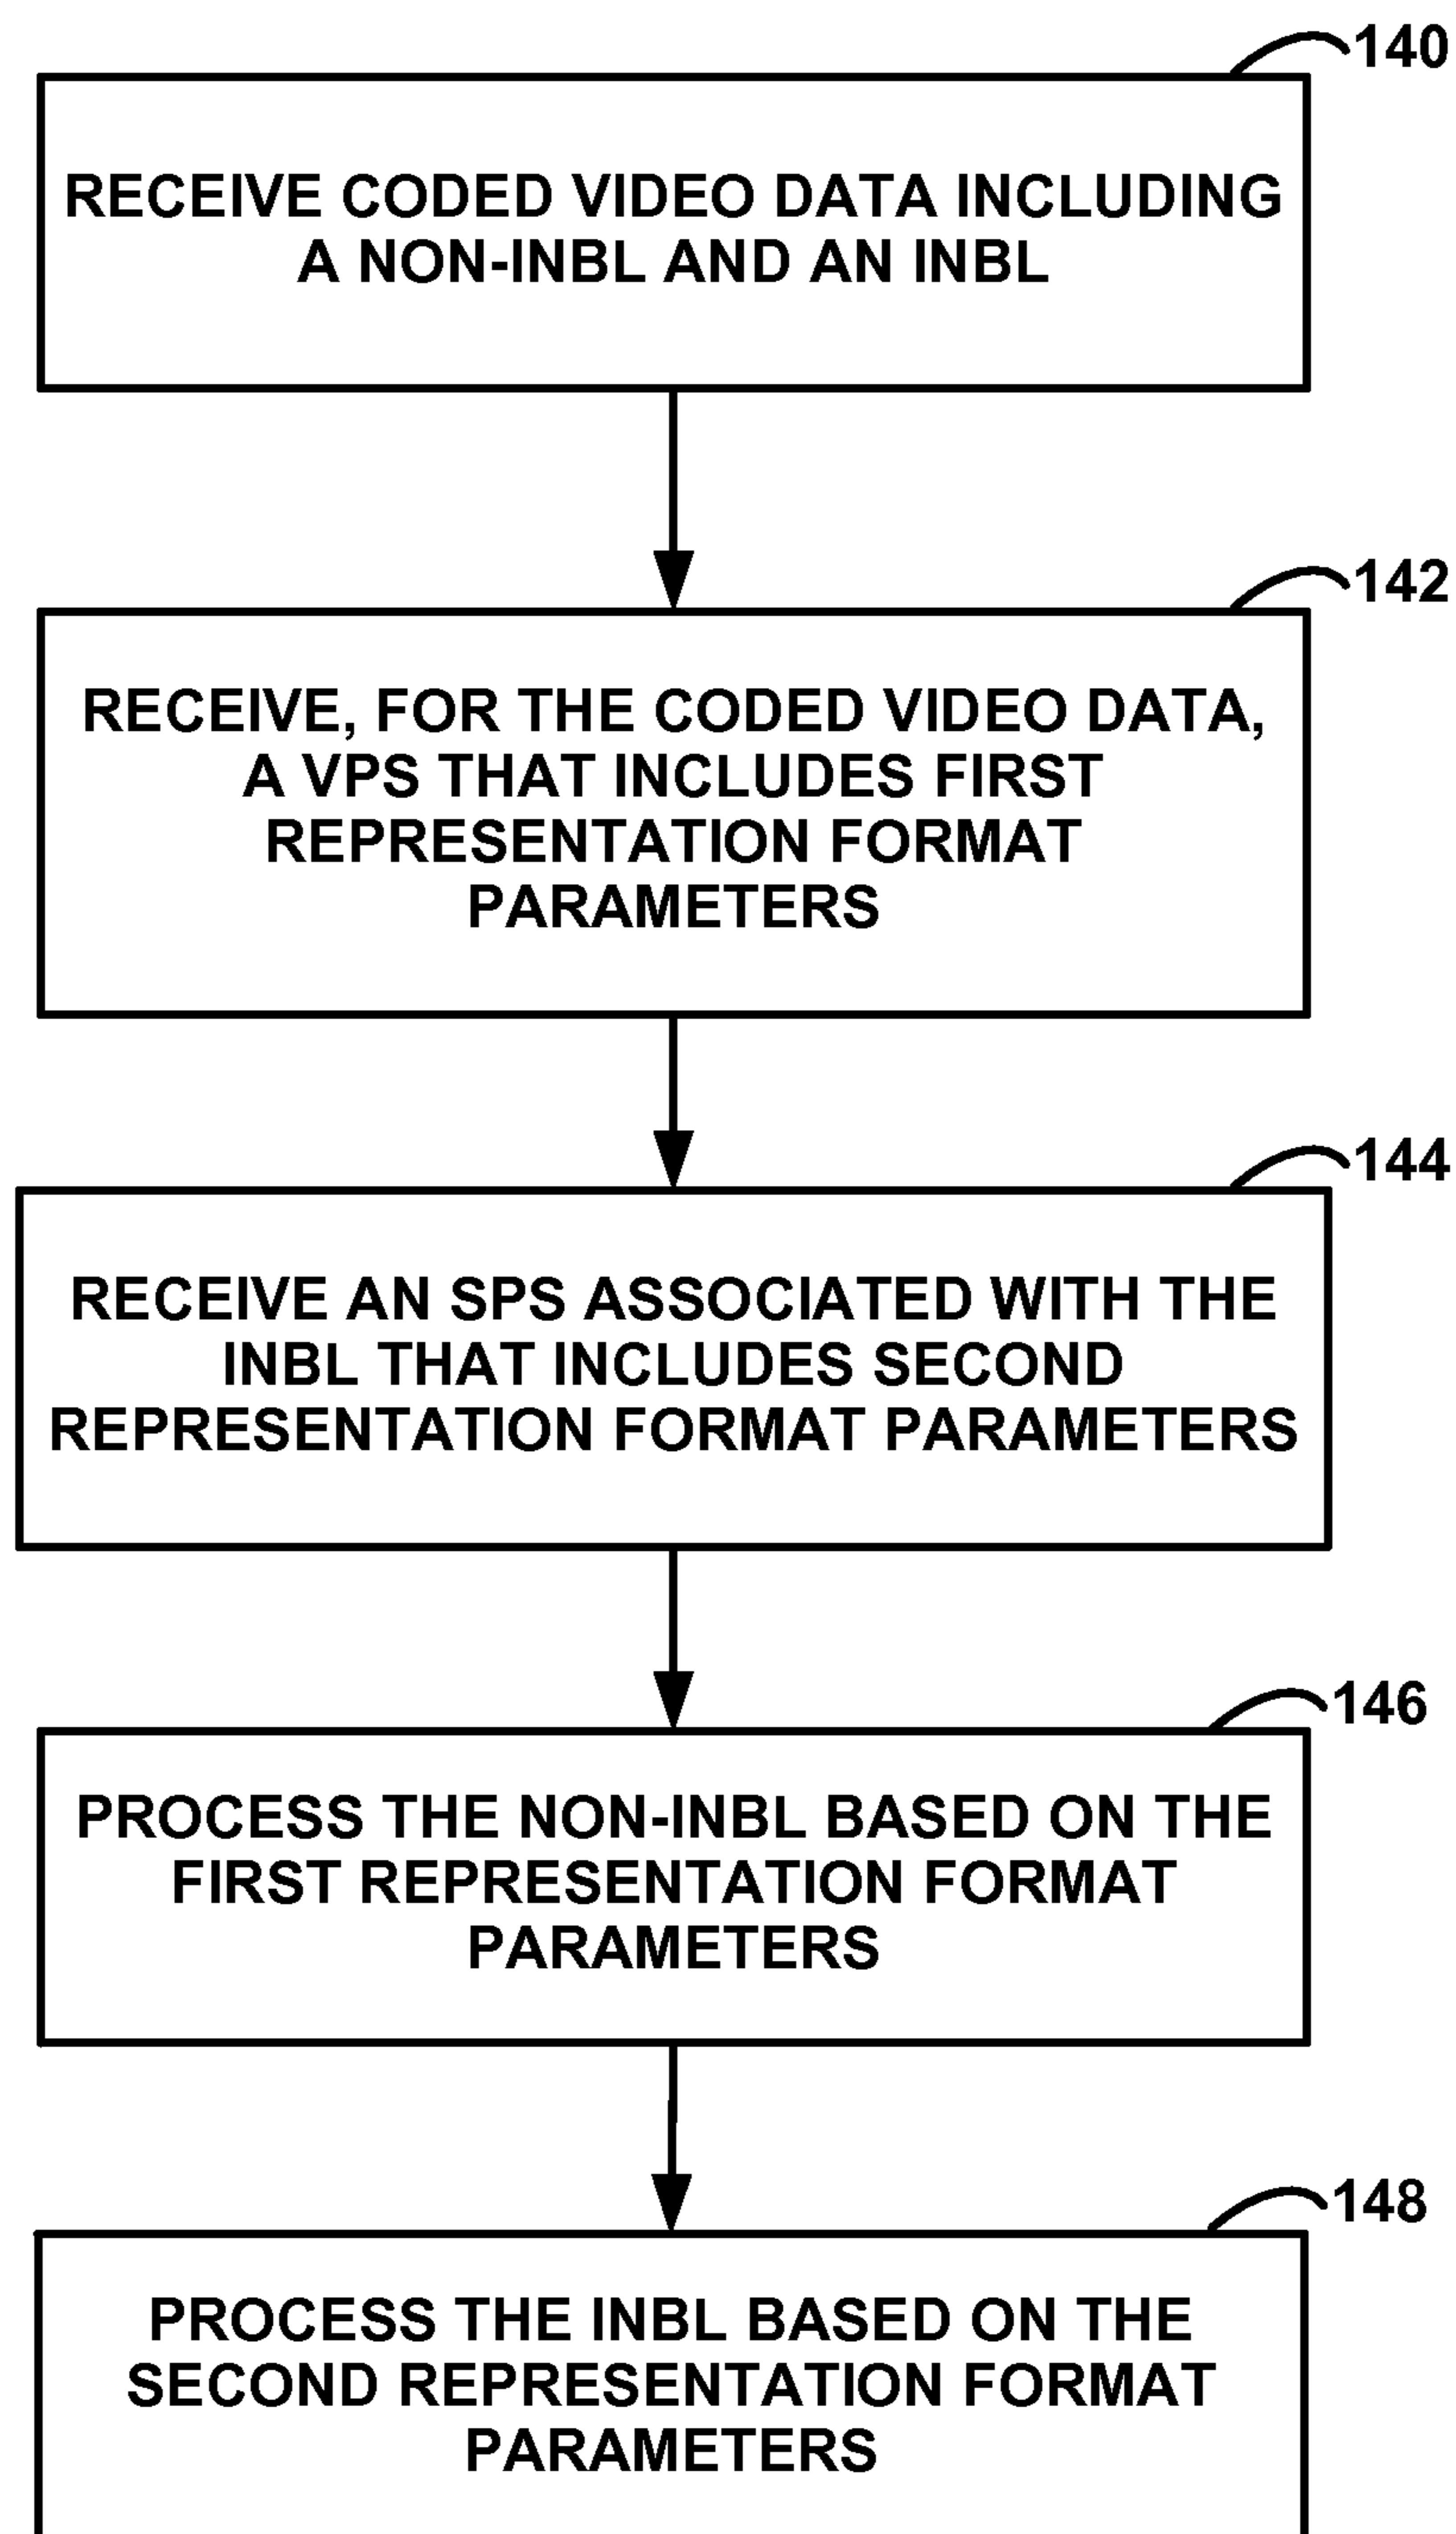 140
RECEIVE CODED VIDEO DATA INCLUDING
A NON-INBL AND AN INBL
142
RECEIVE, FOR THE CODED VIDEO DATA,
A VPS THAT INCLUDES FIRST
REPRESENTATION FORMAT
PARAMETERS
144
RECEIVE AN SPS ASSOCIATED WITH THE
INBL THAT INCLUDES SECOND
REPRESENTATION FORMAT PARAMETERS
146
PROCESS THE NON-INBL BASED ON THE
FIRST REPRESENTATION FORMAT
PARAMETERS
148
PROCESS THE INBL BASED ON THE
SECOND REPRESENTATION FORMAT
PARAMETERS